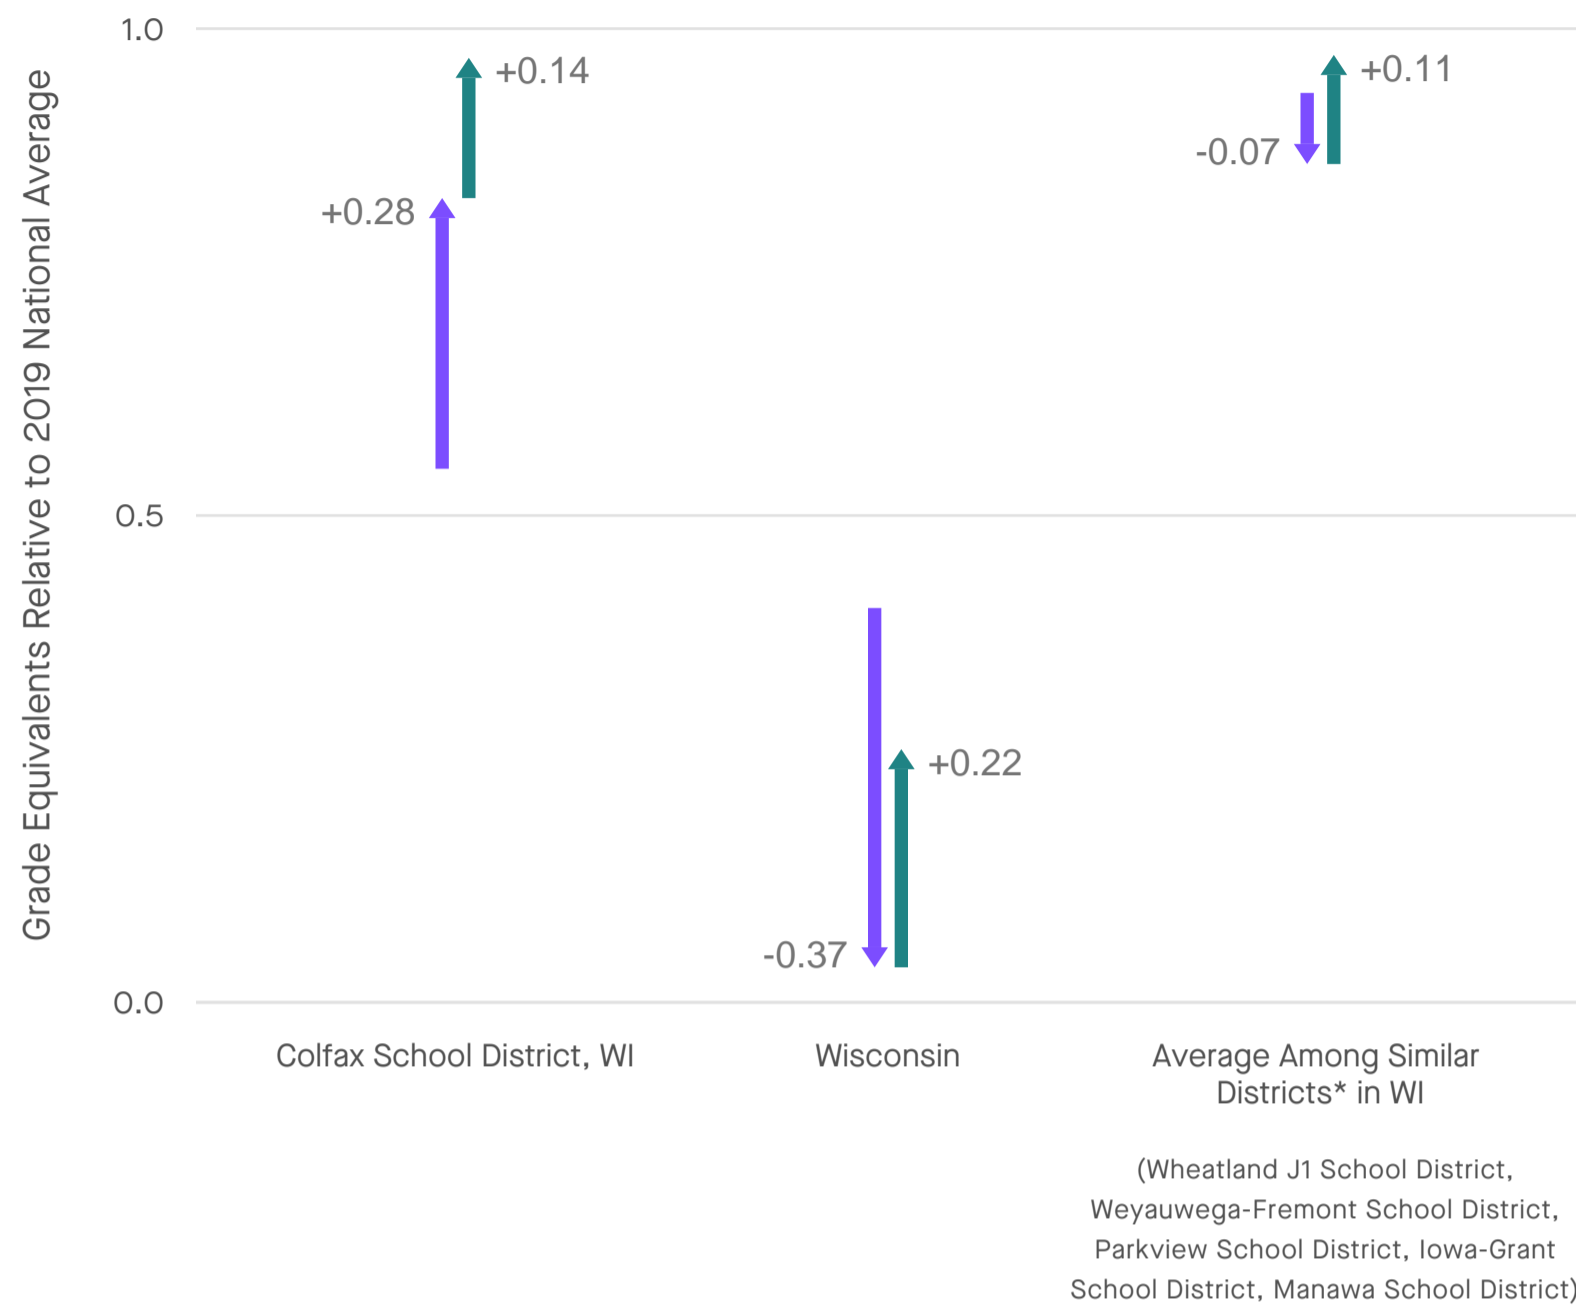 Grade Equivalents Relative to 2019 National Average
1.0
0.5
0.0
+0.14
+0.28
-0.37
+0.22
-0.07
+0.11
Colfax School District, WI
Wisconsin
Average Among Similar
Districts* in WI
(Wheatland J1 School District,
Weyauwega-Fremont School District,
Parkview School District, Iowa-Grant
School District, Manawa School District)